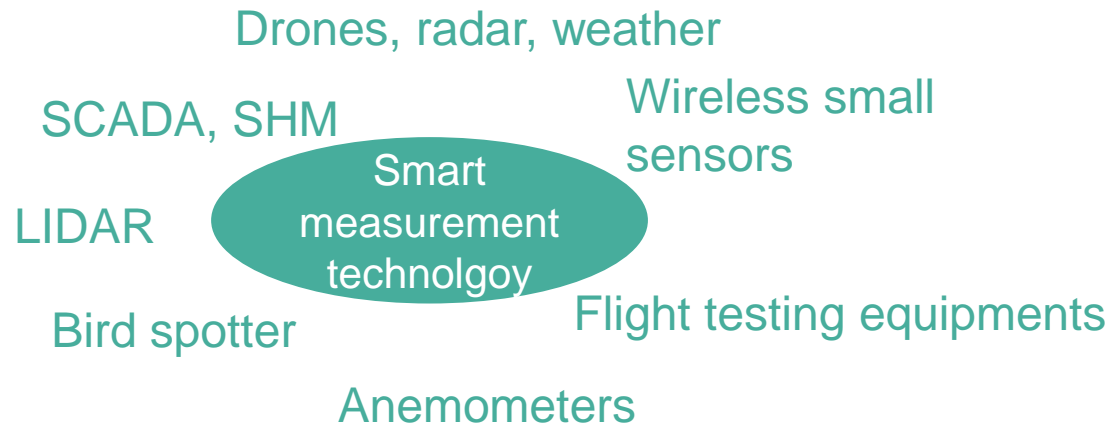 Drones, radar, weather
Wireless small
sensors
SCADA, SHM
Smart
measurement
technolgoy
LIDAR
Flight testing equipments
Bird spotter
Anemometers